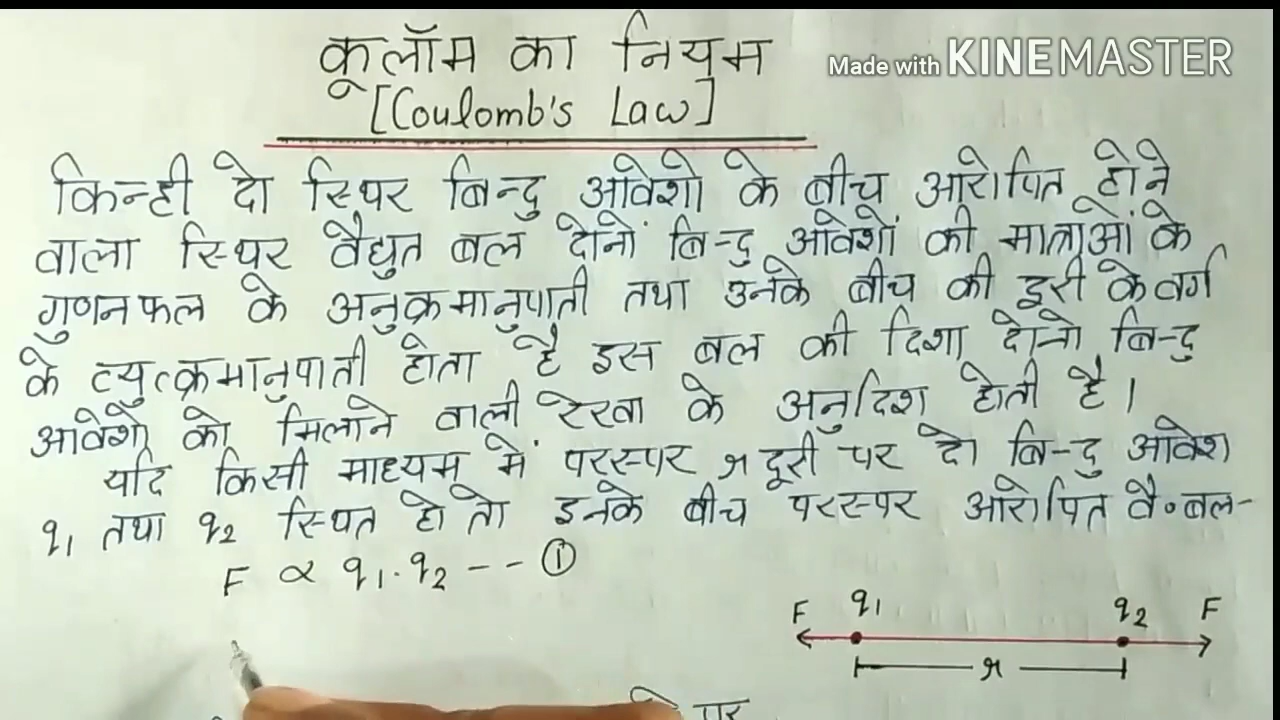 कूलॉम का नियम
Made with KINEMASTER
[Coulomb's Law]
किन्ही दो स्थिर बिन्दु आवेशो के बीच आरोपित होने
वाला स्थिर वैद्युत बल दोनों बिन्दु आवेशों की मात्राओं के
गुणनफल के अनुक्रमानुपाती तथा उनके बीच की दूरी के वर्ग
के व्युत्क्रमानुपाती होता है इस बल की दिशा दोनो बिन्दु
आवेशो को मिलाने वाली रेखा के अनुदिश होती है।
यदि किसी माध्यम में परस्पर r दूरी पर दो बिन्दु आवेश
q₁ तथा q₂ स्थित हो तो इनके बीच परस्पर आरोपित वै॰बल-
F ∝ q₁.q₂ -- ①
F q₁ q₂ F
r
पर